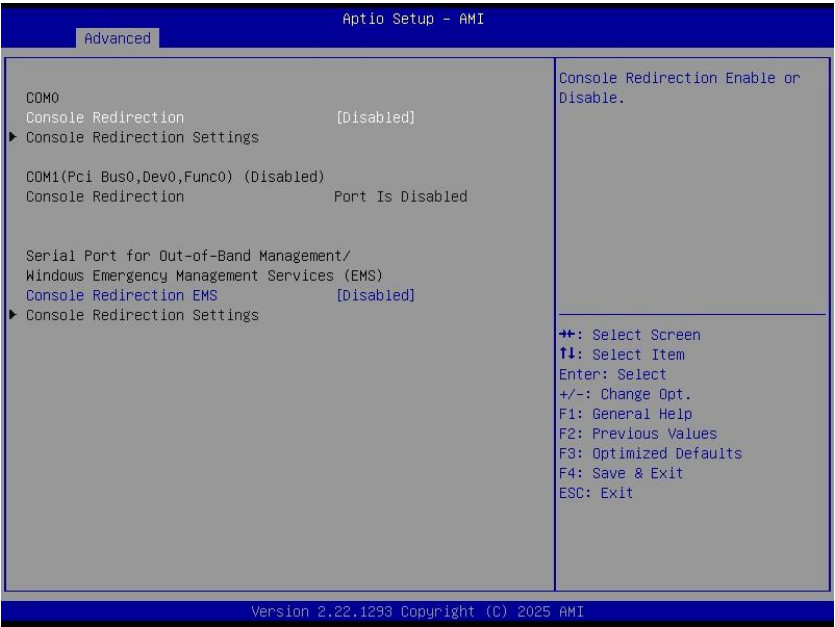 Aptio Setup – AMI
Advanced
COM0
Console Redirection [Disabled]
Console Redirection Settings
COM1(Pci Bus0,Dev0,Func0) (Disabled)
Console Redirection Port Is Disabled
Serial Port for Out-of-Band Management/
Windows Emergency Management Services (EMS)
Console Redirection EMS [Disabled]
Console Redirection Settings
Console Redirection Enable or
Disable.
→←: Select Screen
↑↓: Select Item
Enter: Select
+/-: Change Opt.
F1: General Help
F2: Previous Values
F3: Optimized Defaults
F4: Save & Exit
ESC: Exit
Version 2.22.1293 Copyright (C) 2025 AMI